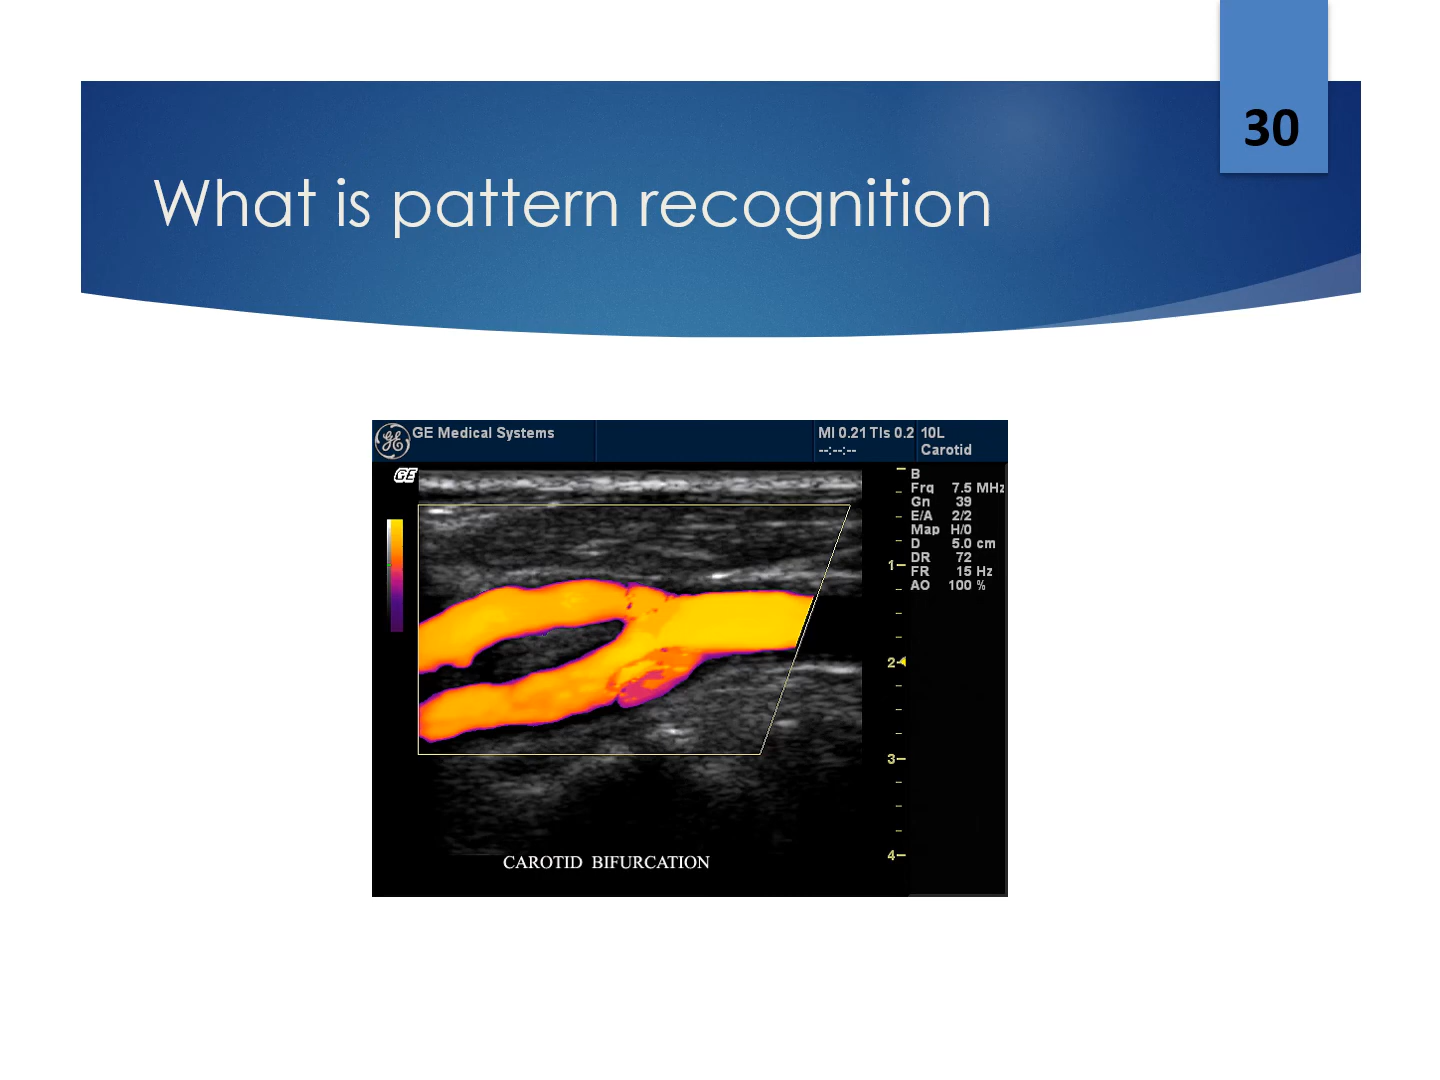 30
What is pattern recognition
GE Medical Systems
MI 0.21 TIs 0.2
10L
--:--:--
Carotid
GE
B
Frq 7.5 MHz
Gn 39
E/A 2/2
Map H/0
D 5.0 cm
DR 72
FR 15 Hz
AO 100 %
1
2
3
4
CAROTID BIFURCATION